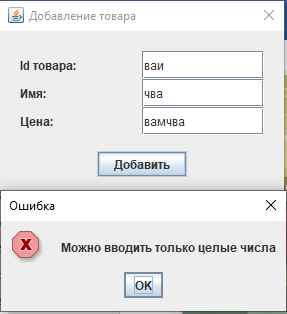 Добавление товара
Id товара:
ваи
Имя:
чва
Цена:
вамчва
Добавить
Ошибка
Можно вводить только целые числа
OK